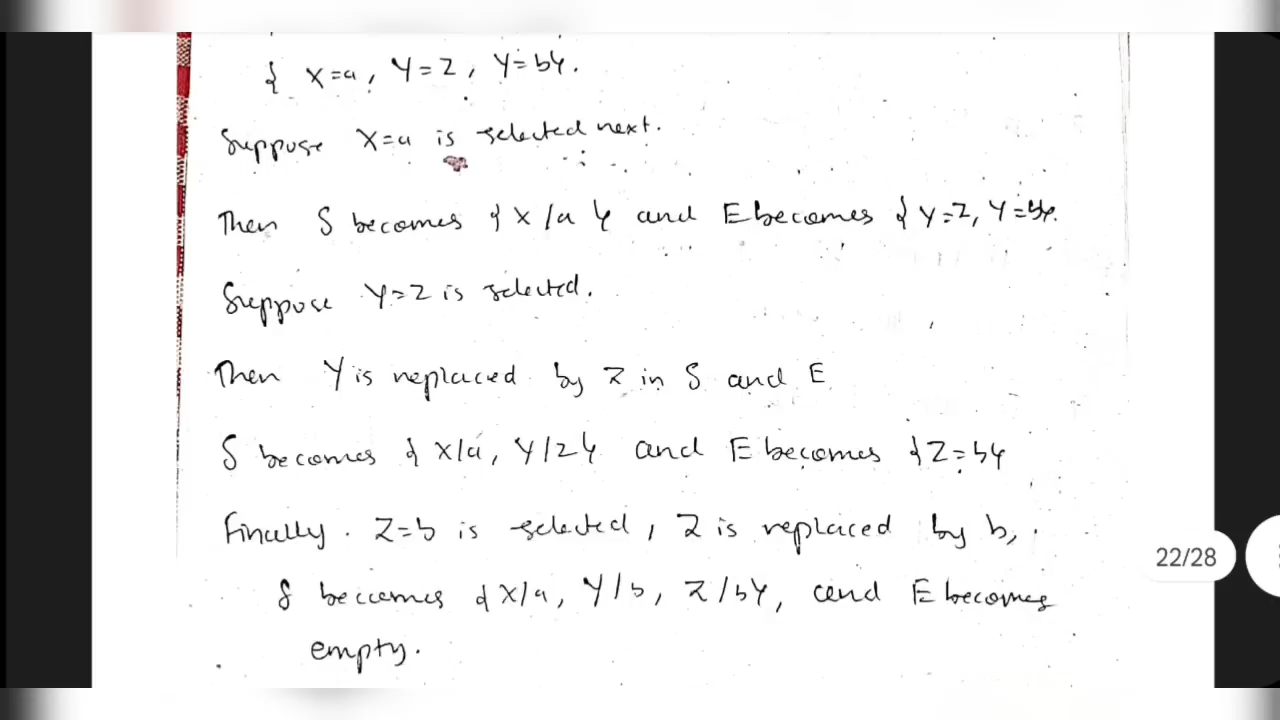 { X=a, Y=Z, Y=b}.
Suppose X=a is selected next.
Then S becomes { X/a } and E becomes { Y=Z, Y=b}.
Suppose Y=Z is selected.
Then Y is replaced by Z in S and E
S becomes { X/a, Y/Z} and E becomes {Z=b}
Finally. Z=b is selected, Z is replaced by b,
22/28
S becomes {X/a, Y/b, Z/b}, and E becomes
empty.